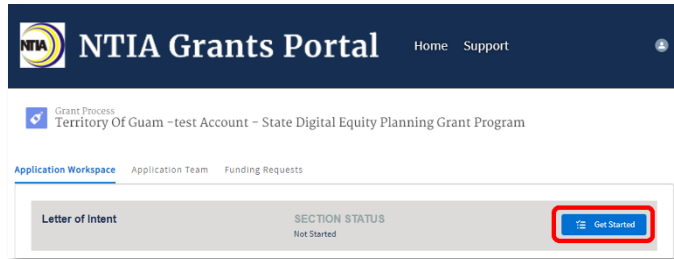 NTIA NTIA Grants Portal Home Support
Grant Process
Territory Of Guam -test Account - State Digital Equity Planning Grant Program
Application Workspace Application Team Funding Requests
Letter of Intent SECTION STATUS Get Started
Not Started